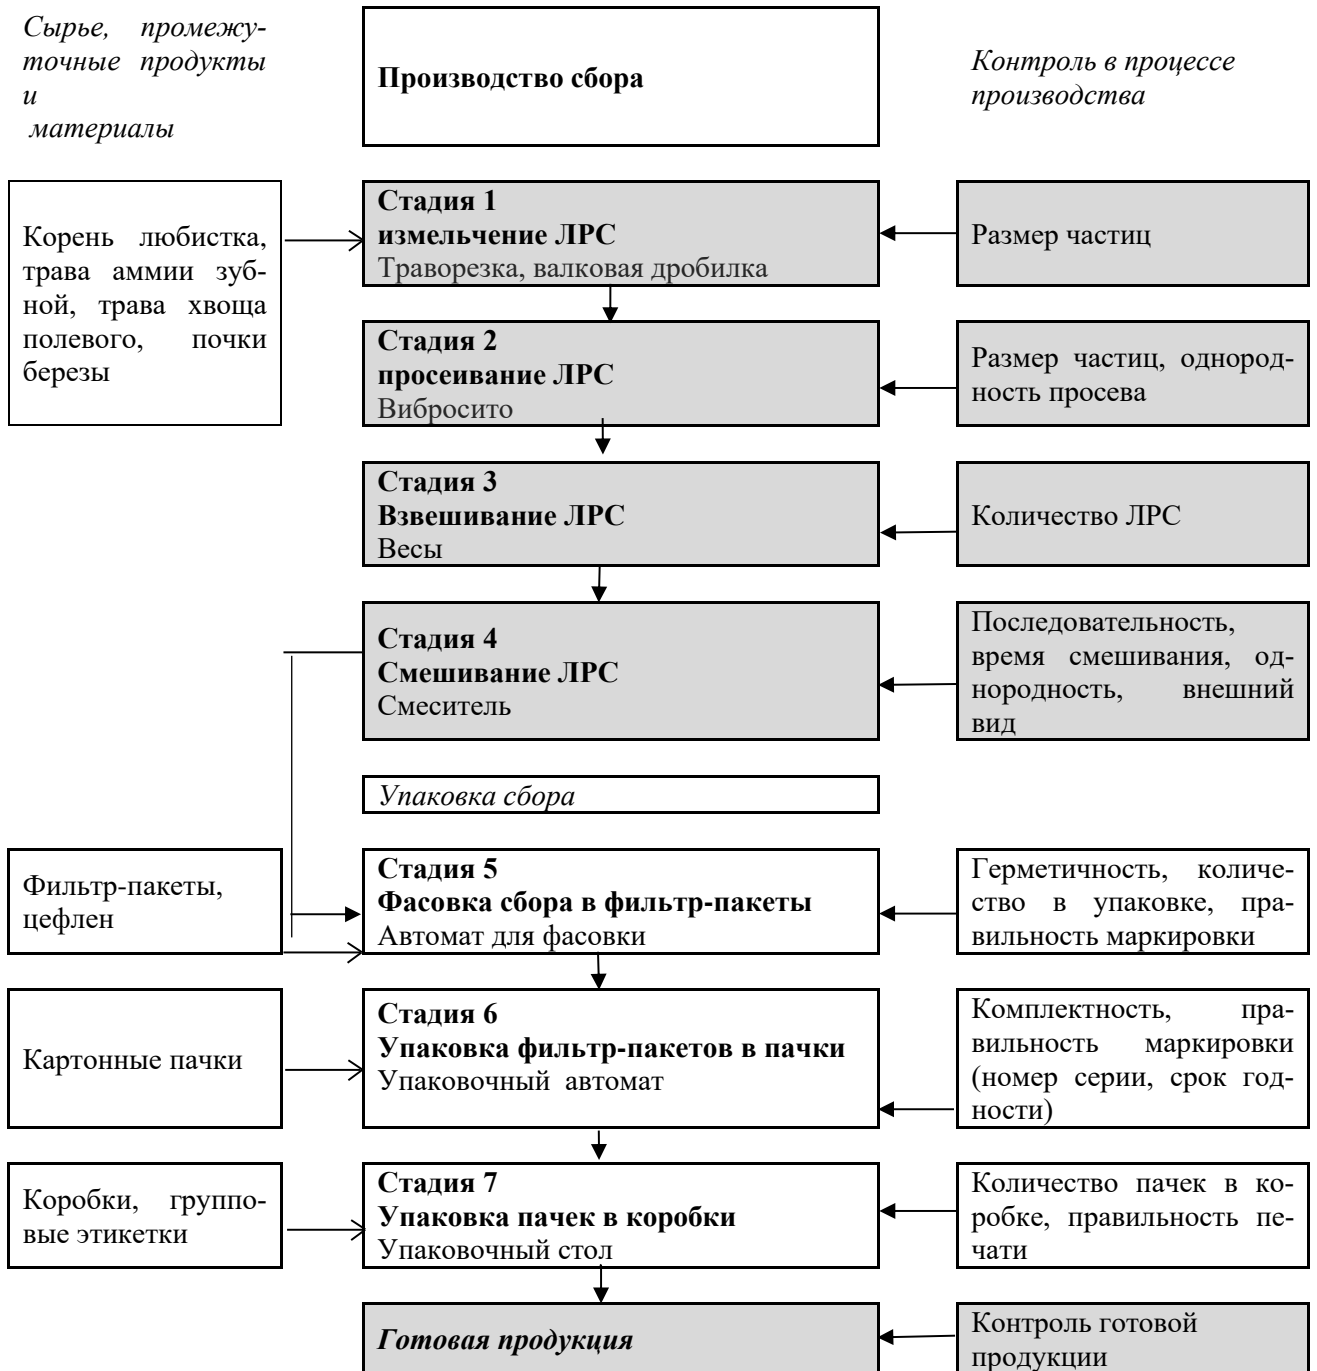 Сырье, промежу-
точные продукты
и
материалы
Производство сбора
Контроль в процессе
производства
Корень любистка,
трава аммии зуб-
ной, трава хвоща
полевого, почки
березы
Стадия 1
измельчение ЛРС
Траворезка, валковая дробилка
Размер частиц
Стадия 2
просеивание ЛРС
Вибросито
Размер частиц, однород-
ность просева
Стадия 3
Взвешивание ЛРС
Весы
Количество ЛРС
Стадия 4
Смешивание ЛРС
Смеситель
Последовательность,
время смешивания, од-
нородность, внешний
вид
Упаковка сбора
Фильтр-пакеты,
цефлен
Стадия 5
Фасовка сбора в фильтр-пакеты
Автомат для фасовки
Герметичность, количе-
ство в упаковке, пра-
вильность маркировки
Картонные пачки
Стадия 6
Упаковка фильтр-пакетов в пачки
Упаковочный автомат
Комплектность, пра-
вильность маркировки
(номер серии, срок год-
ности)
Коробки, группо-
вые этикетки
Стадия 7
Упаковка пачек в коробки
Упаковочный стол
Количество пачек в ко-
робке, правильность пе-
чати
Готовая продукция
Контроль готовой
продукции